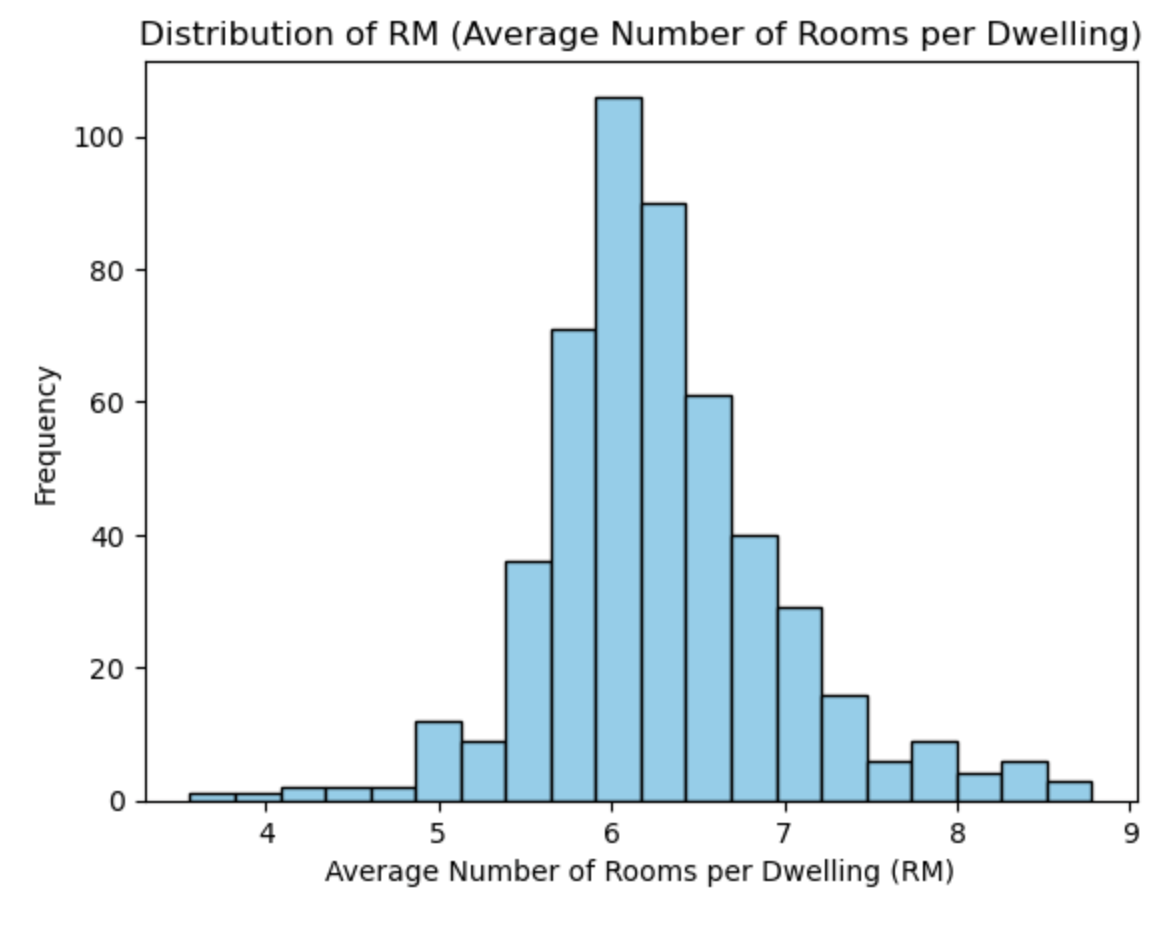 Distribution of RM (Average Number of Rooms per Dwelling)
100
80
60
40
20
0
Frequency
4 5 6 7 8 9
Average Number of Rooms per Dwelling (RM)